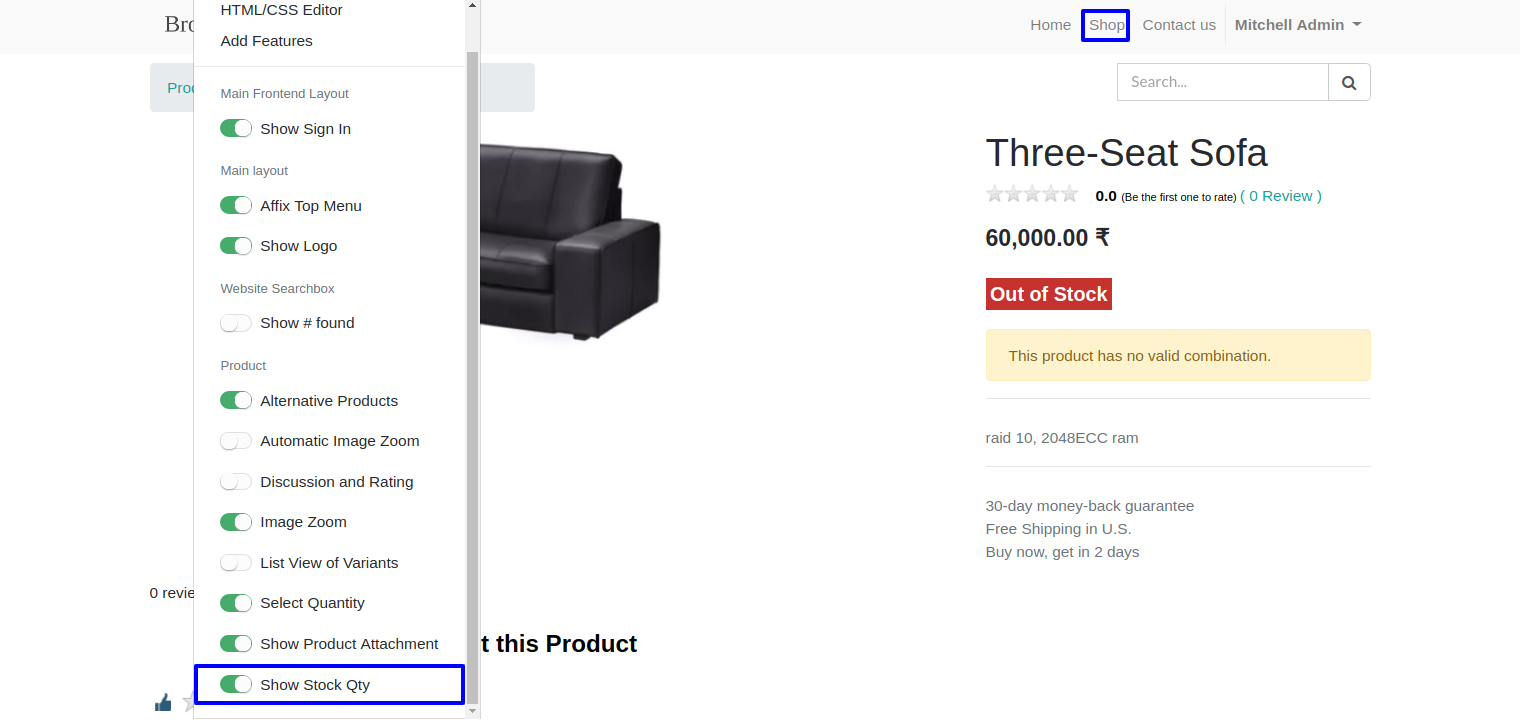 HTML/CSS Editor
Add Features
Main Frontend Layout
Show Sign In
Main layout
Affix Top Menu
Show Logo
Website Searchbox
Show # found
Product
Alternative Products
Automatic Image Zoom
Discussion and Rating
Image Zoom
List View of Variants
Select Quantity
Show Product Attachment
Show Stock Qty
Home Shop Contact us Mitchell Admin
Search...
Three-Seat Sofa
0.0 (Be the first one to rate) ( 0 Review )
60,000.00 ₹
Out of Stock
This product has no valid combination.
raid 10, 2048ECC ram
30-day money-back guarantee
Free Shipping in U.S.
Buy now, get in 2 days
0 revie
t this Product